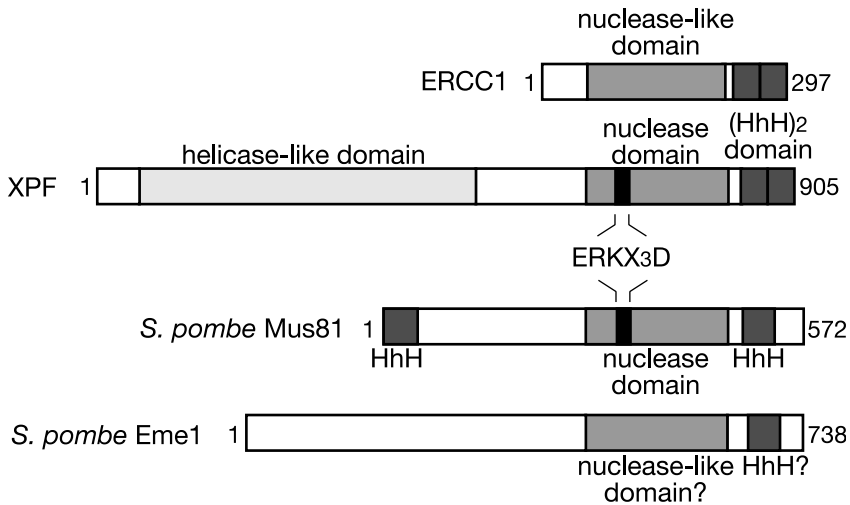 nuclease-like
domain
ERCC1 1 297
(HhH)2
domain
nuclease
domain
helicase-like domain
XPF 1 905
ERKX3D
S. pombe Mus81 1 572
HhH nuclease HhH
domain
S. pombe Eme1 1 738
nuclease-like HhH?
domain?